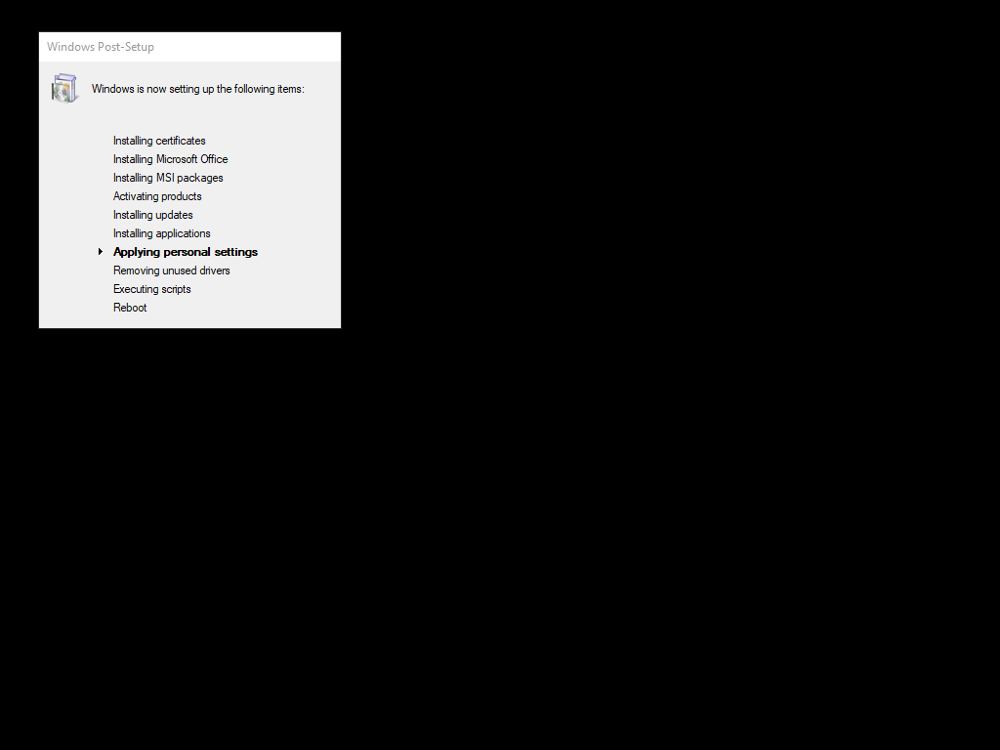 Windows Post-Setup
Windows is now setting up the following items:
Installing certificates
Installing Microsoft Office
Installing MSI packages
Activating products
Installing updates
Installing applications
Applying personal settings
Removing unused drivers
Executing scripts
Reboot